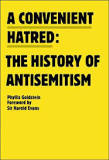 A CONVENIENT
HATRED:
THE HISTORY OF
ANTISEMITISM
Phyllis Goldstein
Foreword by
Sir Harold Evans